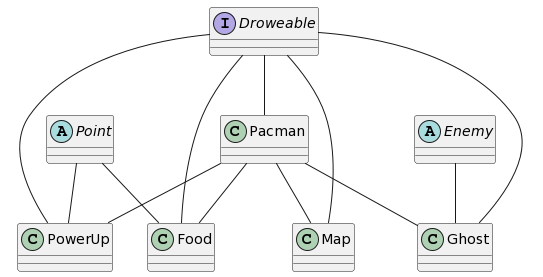 I Droweable
A Point
C Pacman
A Enemy
C PowerUp
C Food
C Map
C Ghost